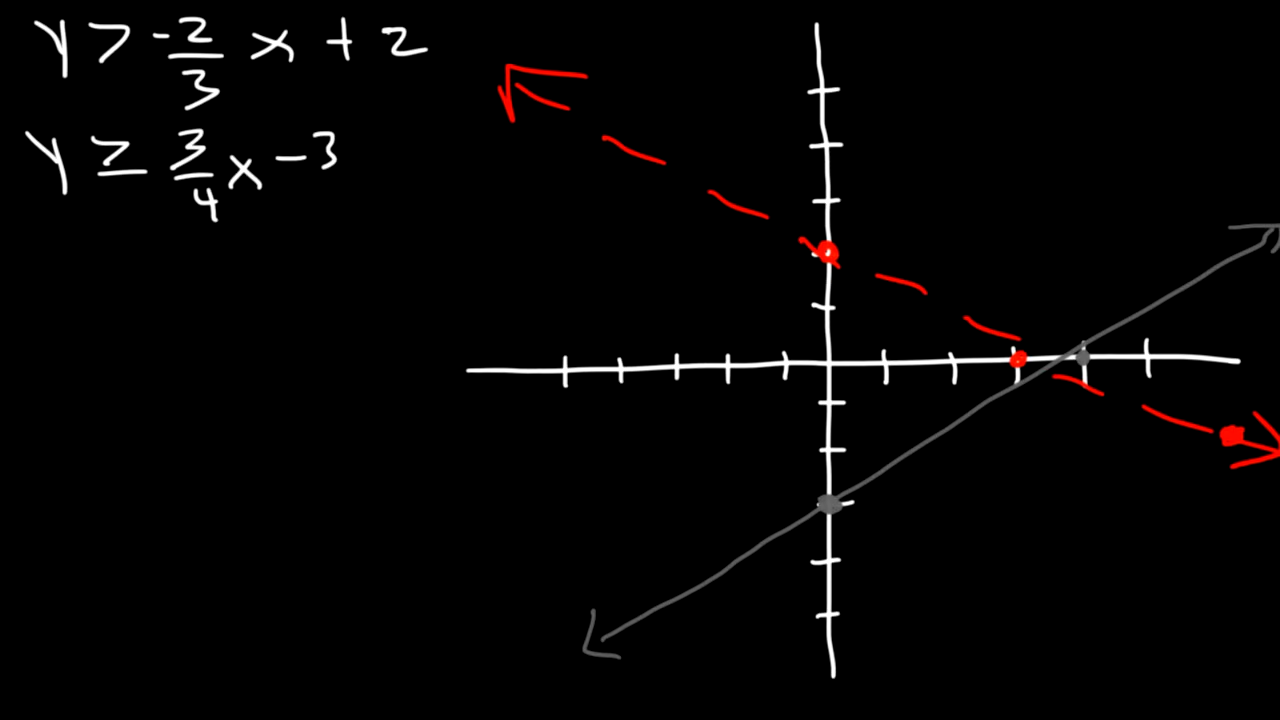 y > -2/3 x + 2
y ≥ 3/4 x - 3